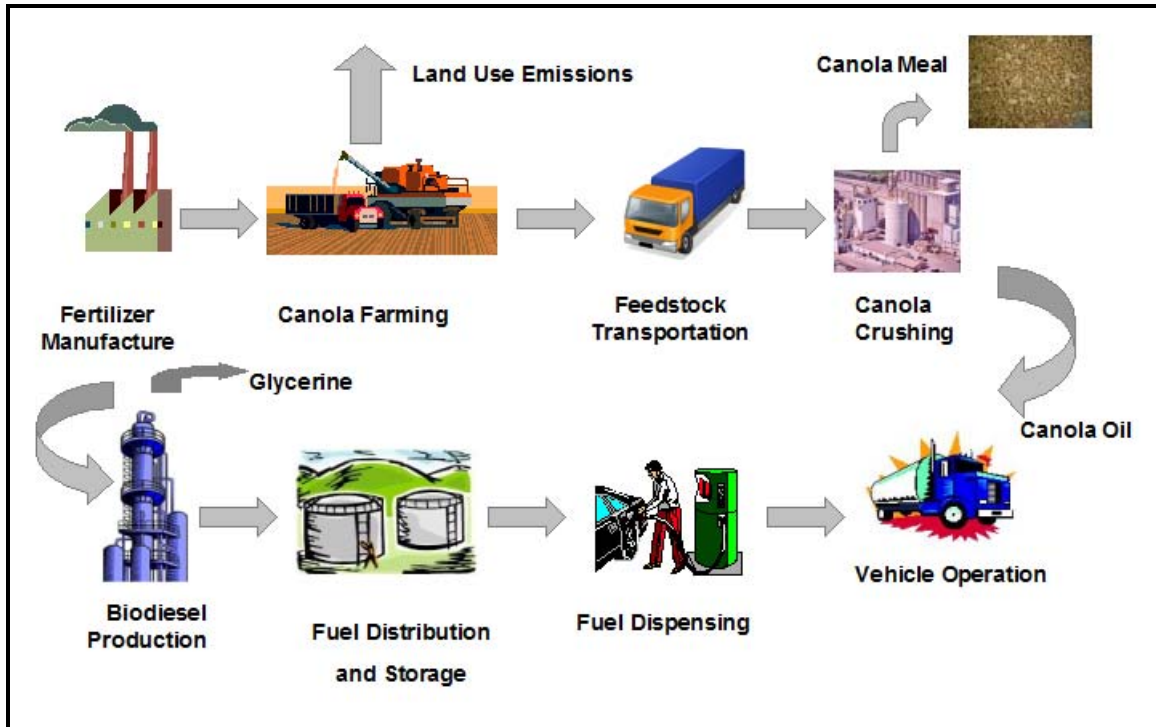 Land Use Emissions
Canola Meal
Fertilizer
Manufacture
Canola Farming
Feedstock
Transportation
Canola
Crushing
Glycerine
Canola Oil
Biodiesel
Production
Fuel Distribution
and Storage
Fuel Dispensing
Vehicle Operation